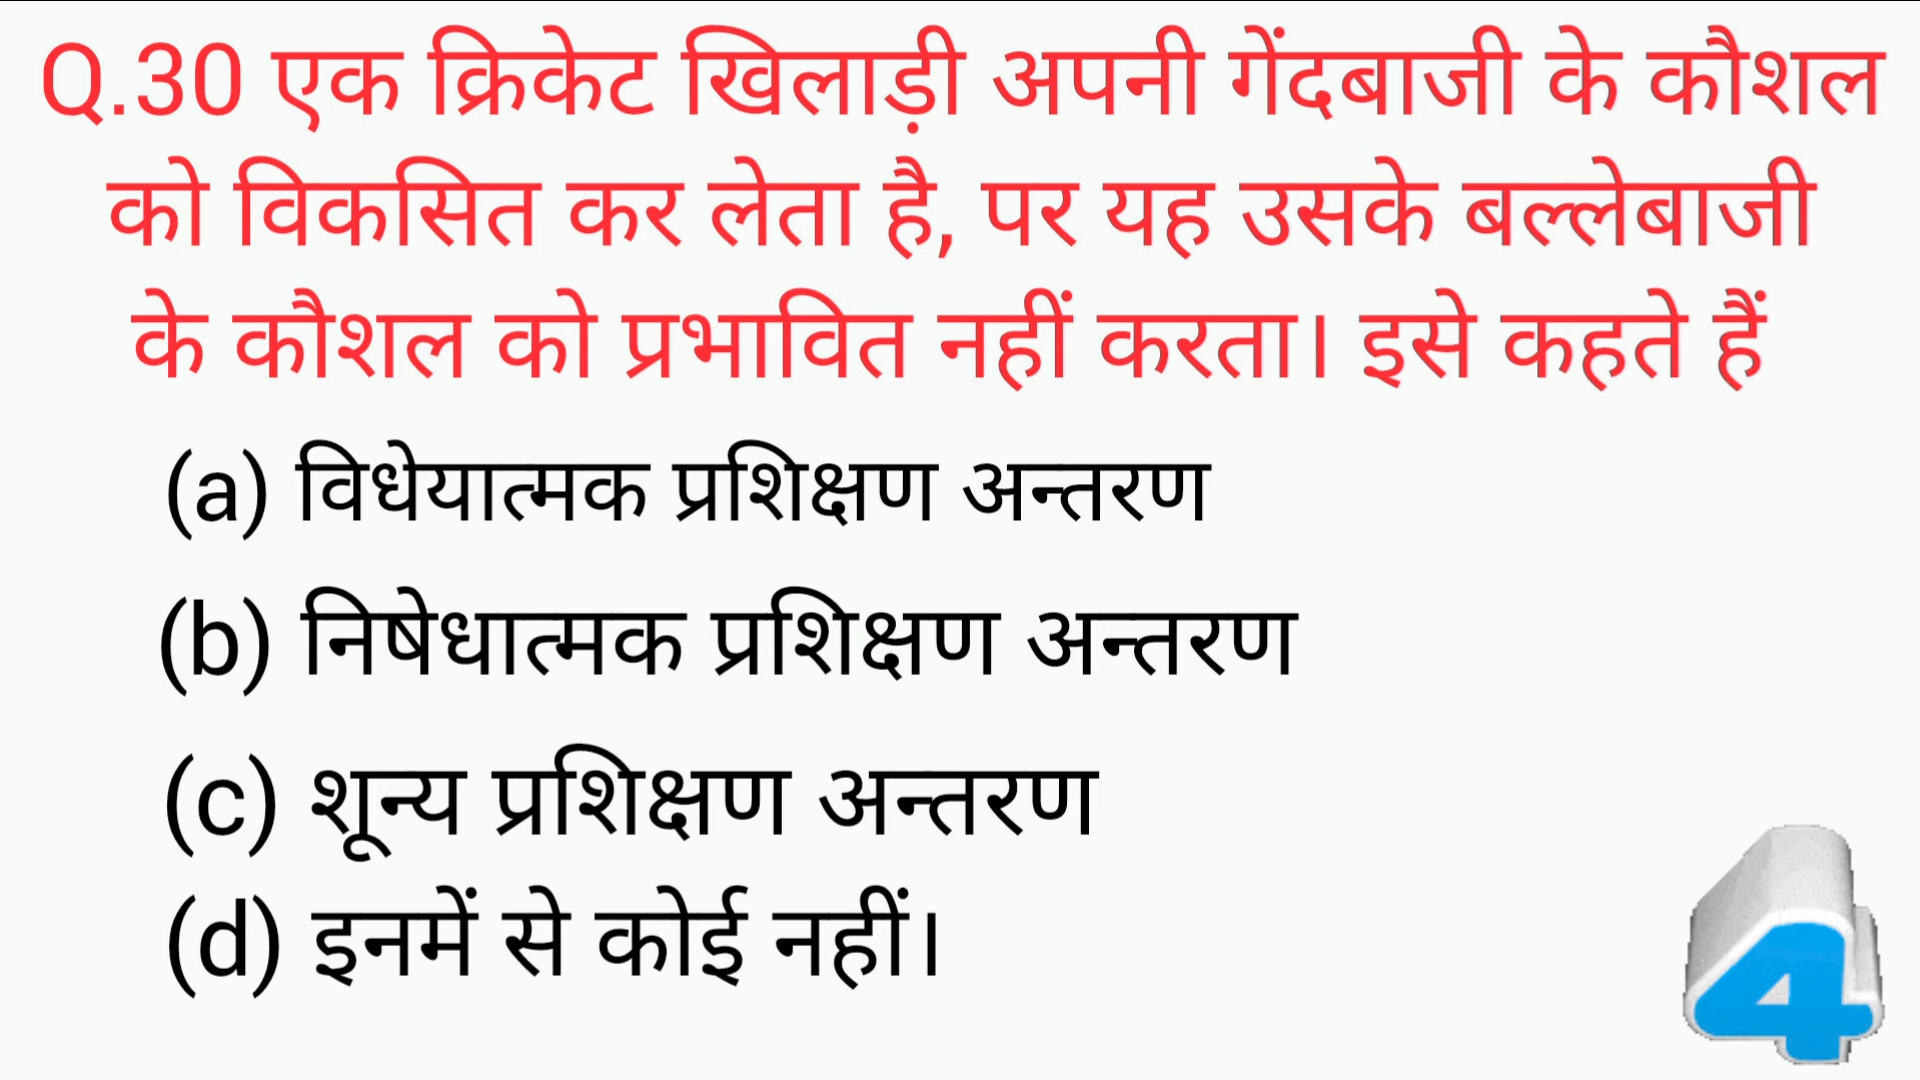 Q.30 एक क्रिकेट खिलाड़ी अपनी गेंदबाजी के कौशल
को विकसित कर लेता है, पर यह उसके बल्लेबाजी
के कौशल को प्रभावित नहीं करता। इसे कहते हैं
(a) विधेयात्मक प्रशिक्षण अन्तरण
(b) निषेधात्मक प्रशिक्षण अन्तरण
(c) शून्य प्रशिक्षण अन्तरण
(d) इनमें से कोई नहीं।
4